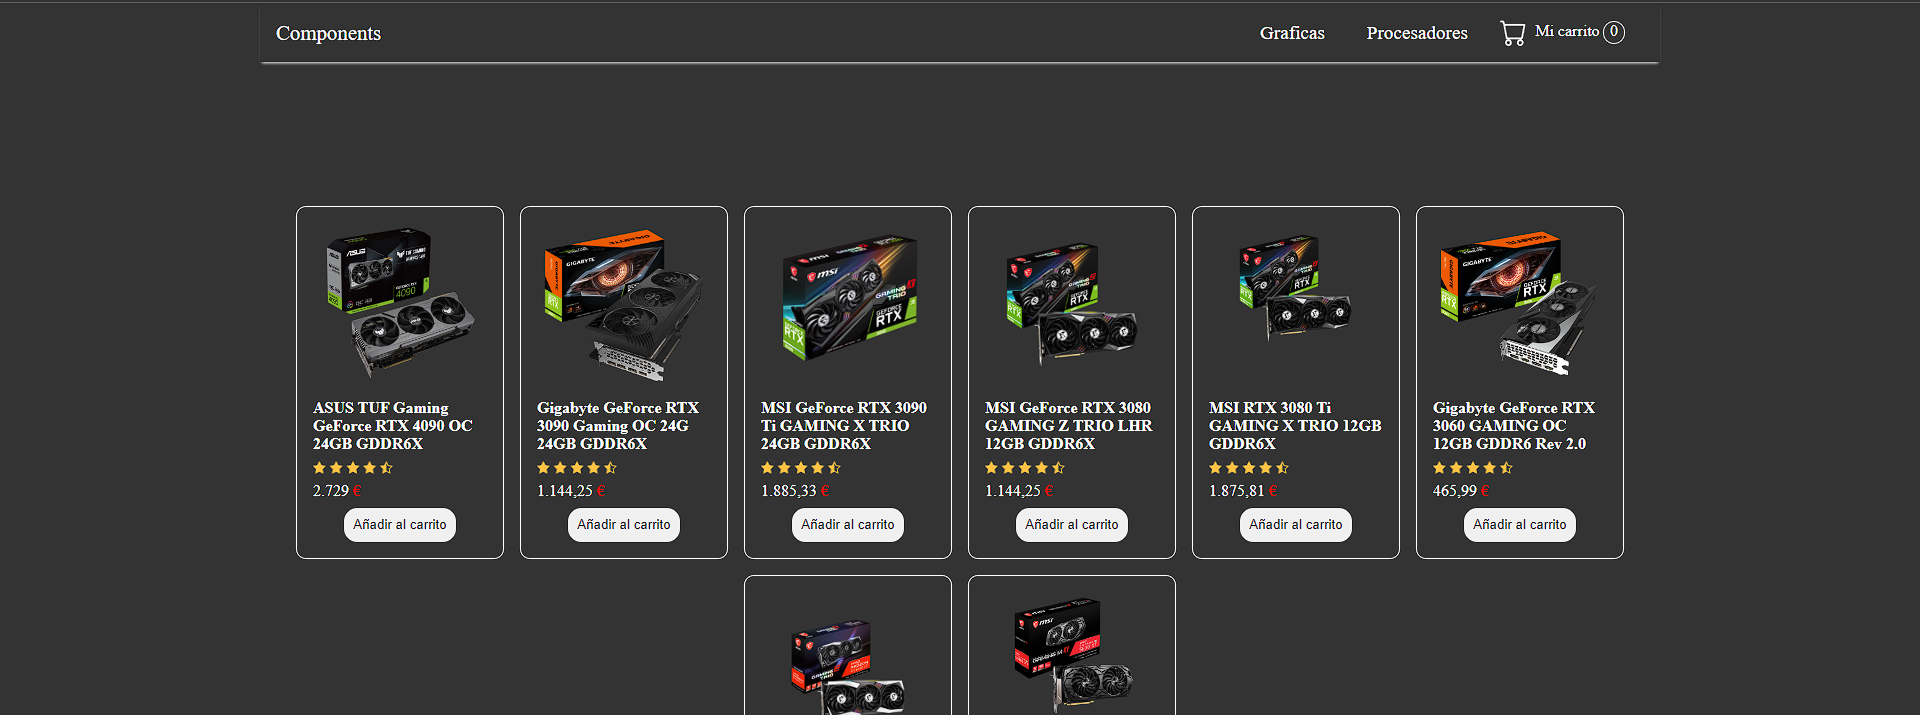 Components
Graficas
Procesadores
Mi carrito 0
ASUS TUF Gaming
GeForce RTX 4090 OC
24GB GDDR6X
2.729 €
Añadir al carrito
Gigabyte GeForce RTX
3090 Gaming OC 24G
24GB GDDR6X
1.144,25 €
Añadir al carrito
MSI GeForce RTX 3090
Ti GAMING X TRIO
24GB GDDR6X
1.885,33 €
Añadir al carrito
MSI GeForce RTX 3080
GAMING Z TRIO LHR
12GB GDDR6X
1.144,25 €
Añadir al carrito
MSI RTX 3080 Ti
GAMING X TRIO 12GB
GDDR6X
1.875,81 €
Añadir al carrito
Gigabyte GeForce RTX
3060 GAMING OC
12GB GDDR6 Rev 2.0
465,99 €
Añadir al carrito